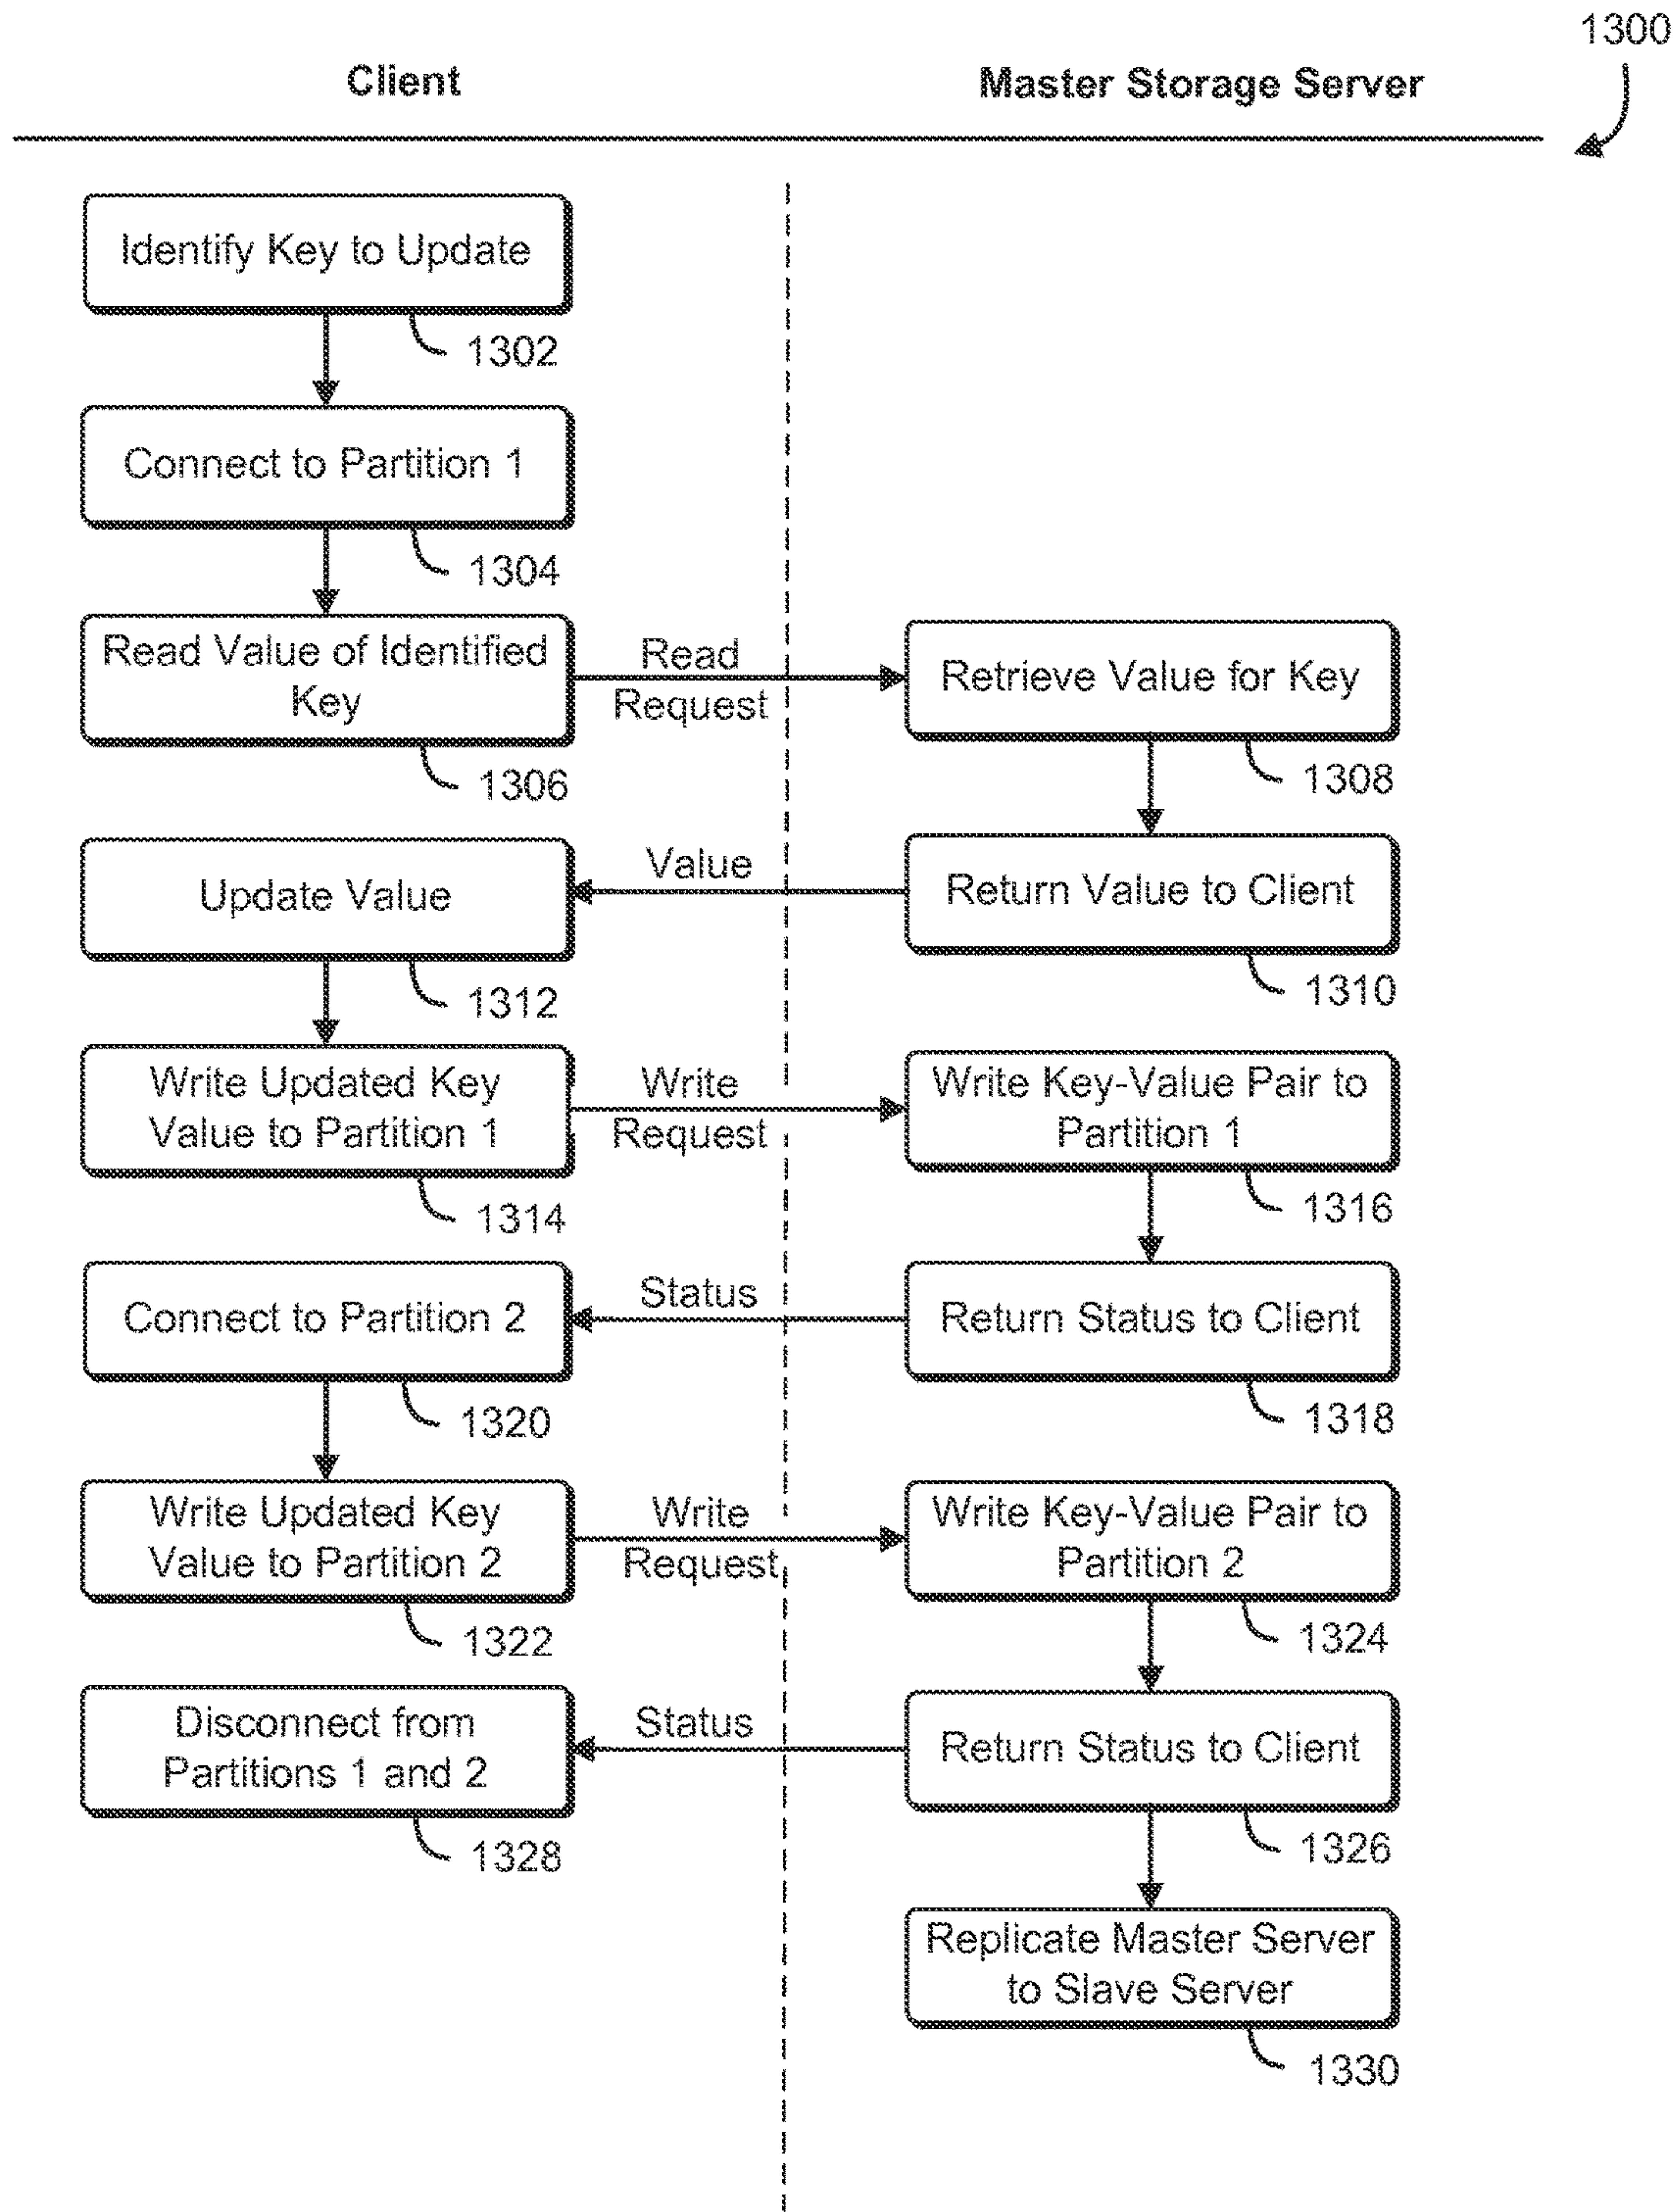 1300
Client
Master Storage Server
Identify Key to Update
1302
Connect to Partition 1
1304
Read Value of Identified
Key
1306
Read
Request
Retrieve Value for Key
1308
Return Value to Client
1310
Value
Update Value
1312
Write Updated Key
Value to Partition 1
1314
Write
Request
Write Key-Value Pair to
Partition 1
1316
Return Status to Client
1318
Status
Connect to Partition 2
1320
Write Updated Key
Value to Partition 2
1322
Write
Request
Write Key-Value Pair to
Partition 2
1324
Return Status to Client
1326
Status
Disconnect from
Partitions 1 and 2
1328
Replicate Master Server
to Slave Server
1330